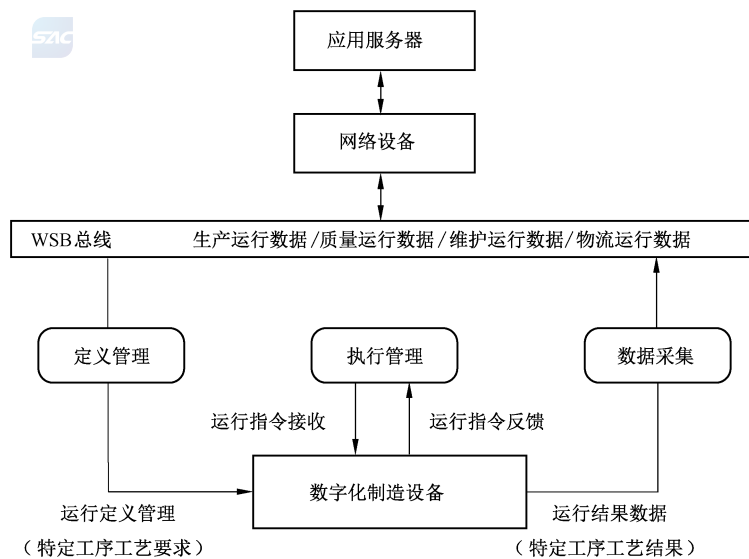 SAC
应用服务器
网络设备
WSB总线 生产运行数据/质量运行数据/维护运行数据/物流运行数据
定义管理 执行管理 数据采集
运行指令接收 运行指令反馈
数字化制造设备
运行定义管理 运行结果数据
（特定工序工艺要求） （特定工序工艺结果）